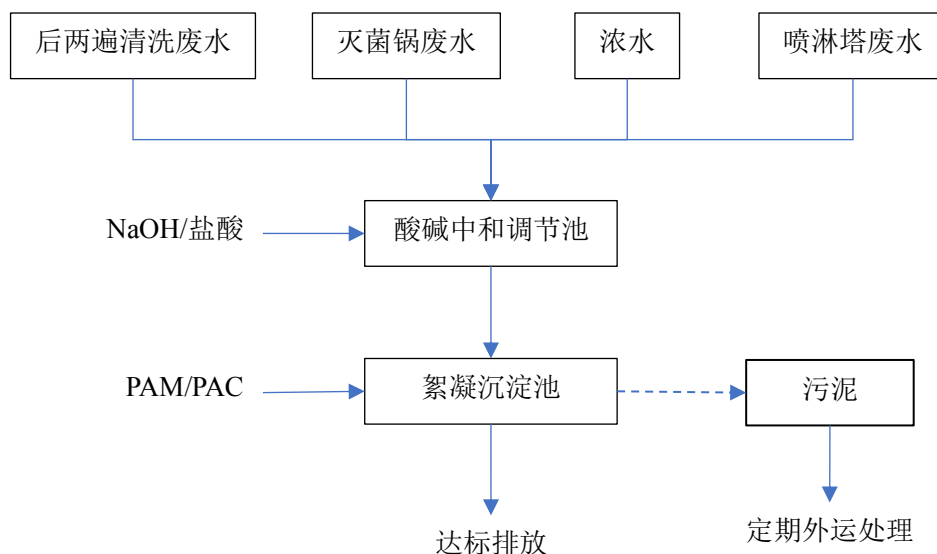 后两遍清洗废水
灭菌锅废水
浓水
喷淋塔废水
NaOH/盐酸
酸碱中和调节池
PAM/PAC
絮凝沉淀池
污泥
达标排放
定期外运处理